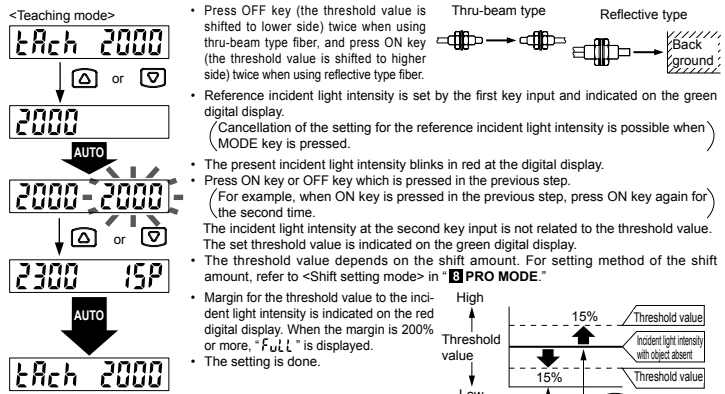 <Teaching mode>
tAch 2000
or
2000
AUTO
2000 - 2000
or
2300 15P
AUTO
tAch 2000
• Press OFF key (the threshold value is
shifted to lower side) twice when using
thru-beam type fiber, and press ON key
(the threshold value is shifted to higher
side) twice when using reflective type fiber.
Thru-beam type
Reflective type
Back
ground
• Reference incident light intensity is set by the first key input and indicated on the green
digital display.
(Cancellation of the setting for the reference incident light intensity is possible when
MODE key is pressed.)
• The present incident light intensity blinks in red at the digital display.
• Press ON key or OFF key which is pressed in the previous step.
(For example, when ON key is pressed in the previous step, press ON key again for
the second time.)
The incident light intensity at the second key input is not related to the threshold value.
The set threshold value is indicated on the green digital display.
• The threshold value depends on the shift amount. For setting method of the shift
amount, refer to <Shift setting mode> in “8 PRO MODE.”
• Margin for the threshold value to the inci-
dent light intensity is indicated on the red
digital display. When the margin is 200%
or more, “FuLL” is displayed.
• The setting is done.
High
Threshold
value
Low
15%
Threshold value
Incident light intensity
with object absent
15%
Threshold value